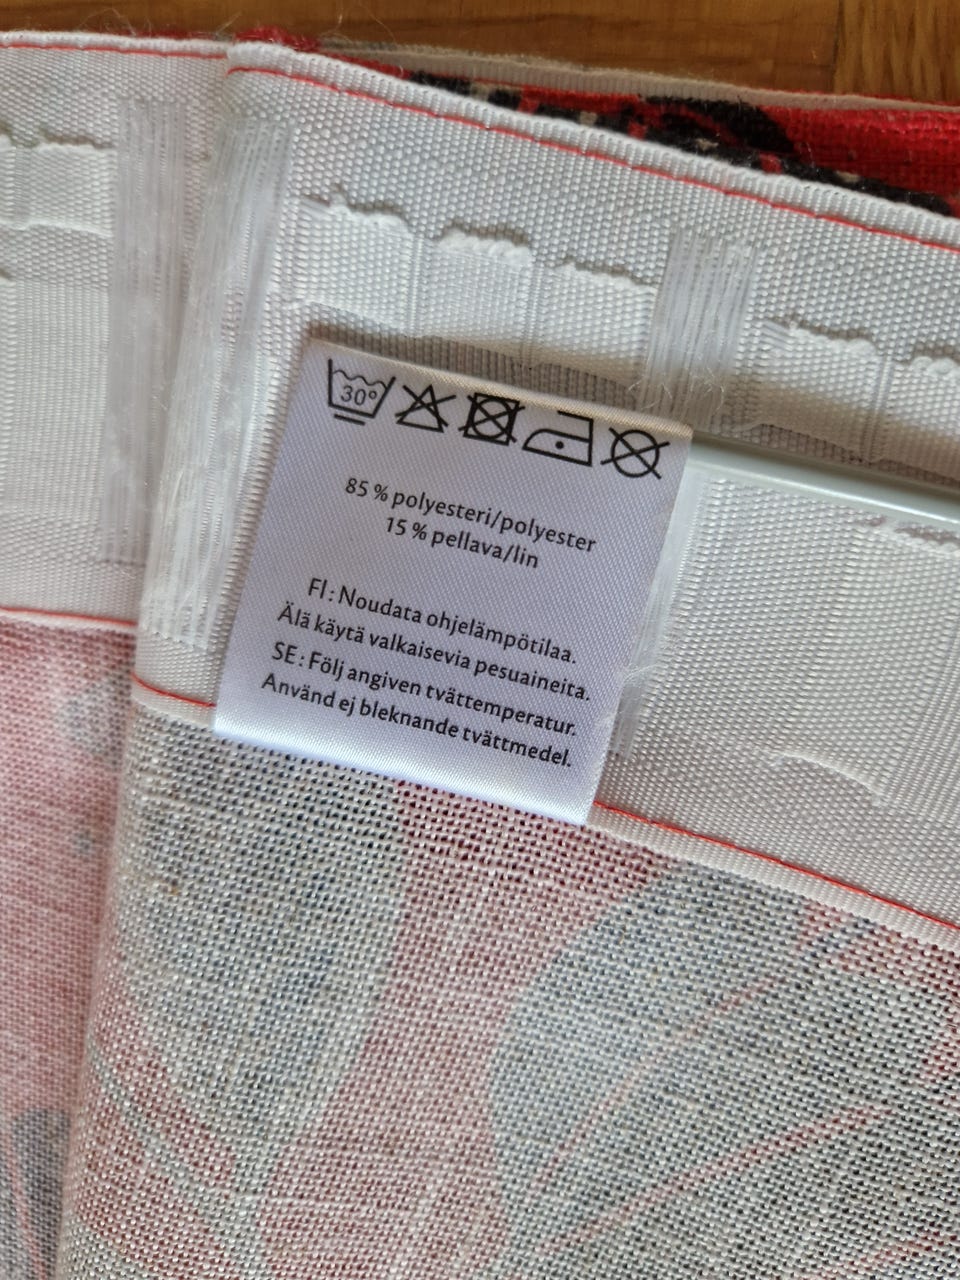 30°
85 % polyesteri/polyester
15 % pellava/lin
FI : Noudata ohjelämpötilaa.
Älä käytä valkaisevia pesuaineita.
SE : Följ angiven tvättemperatur.
Använd ej bleknande tvättmedel.